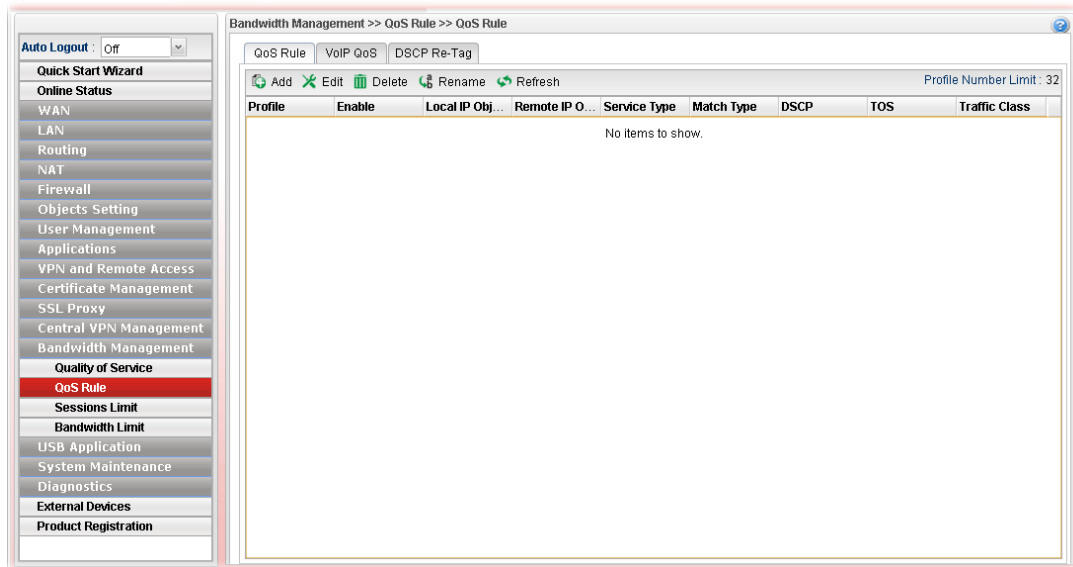 Bandwidth Management >> QoS Rule >> QoS Rule
Auto Logout : Off
Quick Start Wizard
Online Status
WAN
LAN
Routing
NAT
Firewall
Objects Setting
User Management
Applications
VPN and Remote Access
Certificate Management
SSL Proxy
Central VPN Management
Bandwidth Management
Quality of Service
QoS Rule
Sessions Limit
Bandwidth Limit
USB Application
System Maintenance
Diagnostics
External Devices
Product Registration
QoS Rule VoIP QoS DSCP Re-Tag
Add Edit Delete Rename Refresh Profile Number Limit : 32
Profile Enable Local IP Obj... Remote IP O... Service Type Match Type DSCP TOS Traffic Class
No items to show.